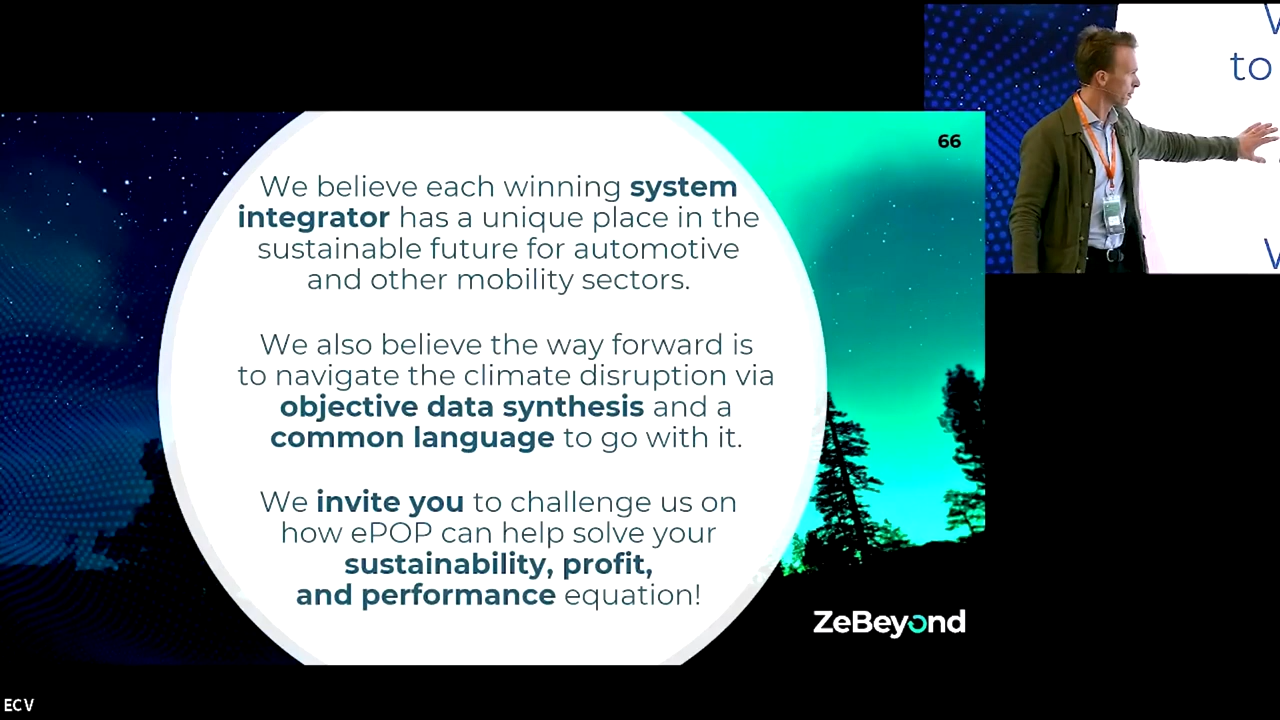 66
We believe each winning system
integrator has a unique place in the
sustainable future for automotive
and other mobility sectors.
We also believe the way forward is
to navigate the climate disruption via
objective data synthesis and a
common language to go with it.
We invite you to challenge us on
how ePOP can help solve your
sustainability, profit,
and performance equation!
ZeBeyond
to
ECV